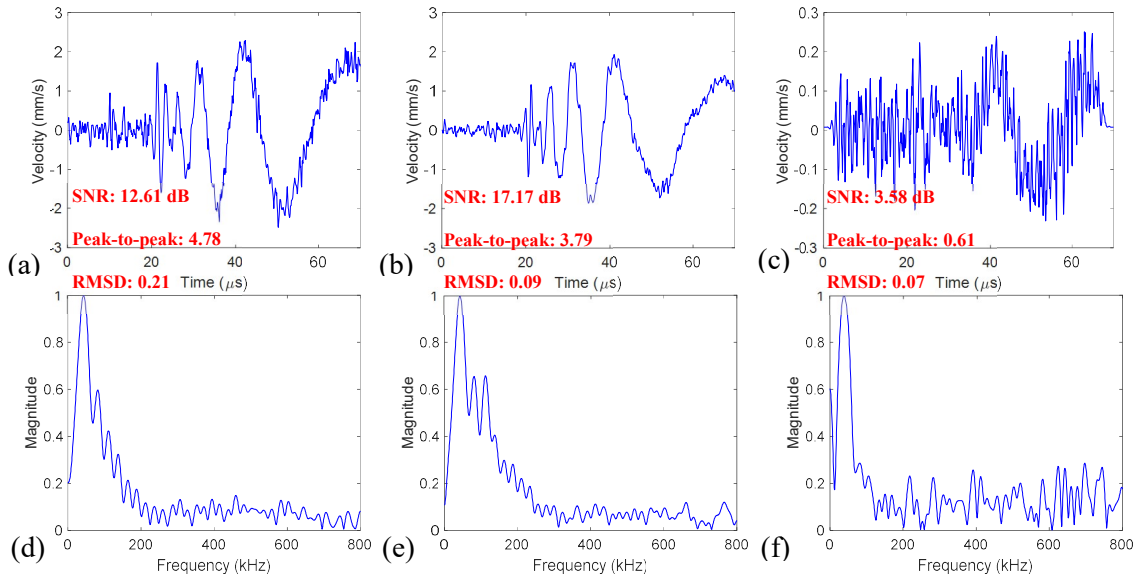 3
2
1
0
-1
-2
-3
Velocity (mm/s)
SNR: 12.61 dB
Peak-to-peak: 4.78
RMSD: 0.21
0 20 40 60
Time (μs)
(a)
3
2
1
0
-1
-2
-3
Velocity (mm/s)
SNR: 17.17 dB
Peak-to-peak: 3.79
RMSD: 0.09
0 20 40 60
Time (μs)
(b)
0.3
0.2
0.1
0
-0.1
-0.2
-0.3
Velocity (mm/s)
SNR: 3.58 dB
Peak-to-peak: 0.61
RMSD: 0.07
0 20 40 60
Time (μs)
(c)
1
0.8
0.6
0.4
0.2
0
Magnitude
0 200 400 600 800
Frequency (kHz)
(d)
1
0.8
0.6
0.4
0.2
0
Magnitude
0 200 400 600 800
Frequency (kHz)
(e)
1
0.8
0.6
0.4
0.2
0
Magnitude
0 200 400 600 800
Frequency (kHz)
(f)